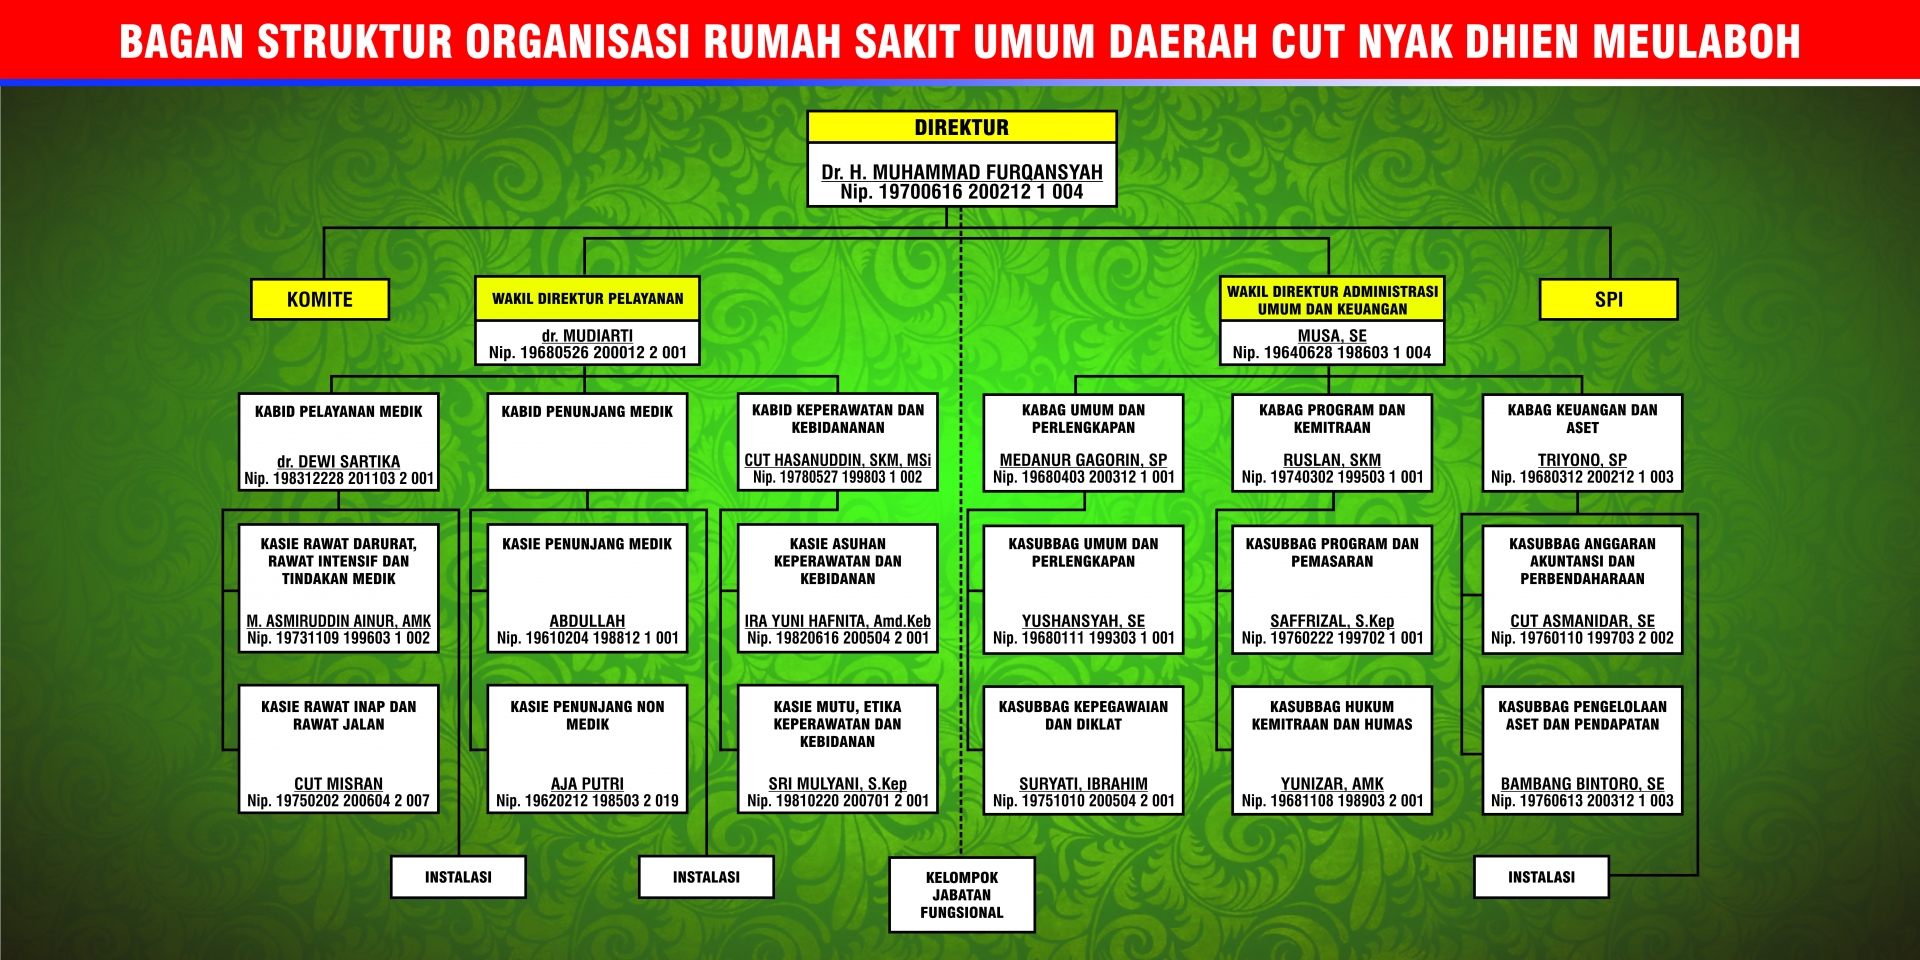 BAGAN STRUKTUR ORGANISASI RUMAH SAKIT UMUM DAERAH CUT NYAK DHIEN MEULABOH
DIREKTUR
Dr. H. MUHAMMAD FURQANSYAH
Nip. 19700616 200212 1 004
KOMITE
WAKIL DIREKTUR PELAYANAN
dr. MUDIARTI
Nip. 19680526 200012 2 001
WAKIL DIREKTUR ADMINISTRASI
UMUM DAN KEUANGAN
MUSA, SE
Nip. 19640628 198603 1 004
SPI
KABID PELAYANAN MEDIK
dr. DEWI SARTIKA
Nip. 198312228 201103 2 001
KABID PENUNJANG MEDIK
KABID KEPERAWATAN DAN
KEBIDANANAN
CUT HASANUDDIN, SKM, MSi
Nip. 19780527 199803 1 002
KABAG UMUM DAN
PERLENGKAPAN
MEDANUR GAGORIN, SP
Nip. 19680403 200312 1 001
KABAG PROGRAM DAN
KEMITRAAN
RUSLAN, SKM
Nip. 19740302 199503 1 001
KABAG KEUANGAN DAN
ASET
TRIYONO, SP
Nip. 19680312 200212 1 003
KASIE RAWAT DARURAT,
RAWAT INTENSIF DAN
TINDAKAN MEDIK
M. ASMIRUDDIN AINUR, AMK
Nip. 19731109 199603 1 002
KASIE PENUNJANG MEDIK
ABDULLAH
Nip. 19610204 198812 1 001
KASIE ASUHAN
KEPERAWATAN DAN
KEBIDANAN
IRA YUNI HAFNITA, Amd.Keb
Nip. 19820616 200504 2 001
KASUBBAG UMUM DAN
PERLENGKAPAN
YUSHANSYAH, SE
Nip. 19680111 199303 1 001
KASUBBAG PROGRAM DAN
PEMASARAN
SAFFRIZAL, S.Kep
Nip. 19760222 199702 1 001
KASUBBAG ANGGARAN
AKUNTANSI DAN
PERBENDAHARAAN
CUT ASMANIDAR, SE
Nip. 19760110 199703 2 002
KASIE RAWAT INAP DAN
RAWAT JALAN
CUT MISRAN
Nip. 19750202 200604 2 007
KASIE PENUNJANG NON
MEDIK
AJA PUTRI
Nip. 19620212 198503 2 019
KASIE MUTU, ETIKA
KEPERAWATAN DAN
KEBIDANAN
SRI MULYANI, S.Kep
Nip. 19810220 200701 2 001
KASUBBAG KEPEGAWAIAN
DAN DIKLAT
SURYATI, IBRAHIM
Nip. 19751010 200504 2 001
KASUBBAG HUKUM
KEMITRAAN DAN HUMAS
YUNIZAR, AMK
Nip. 19681108 198903 2 001
KASUBBAG PENGELOLAAN
ASET DAN PENDAPATAN
BAMBANG BINTORO, SE
Nip. 19760613 200312 1 003
INSTALASI
INSTALASI
KELOMPOK
JABATAN
FUNGSIONAL
INSTALASI